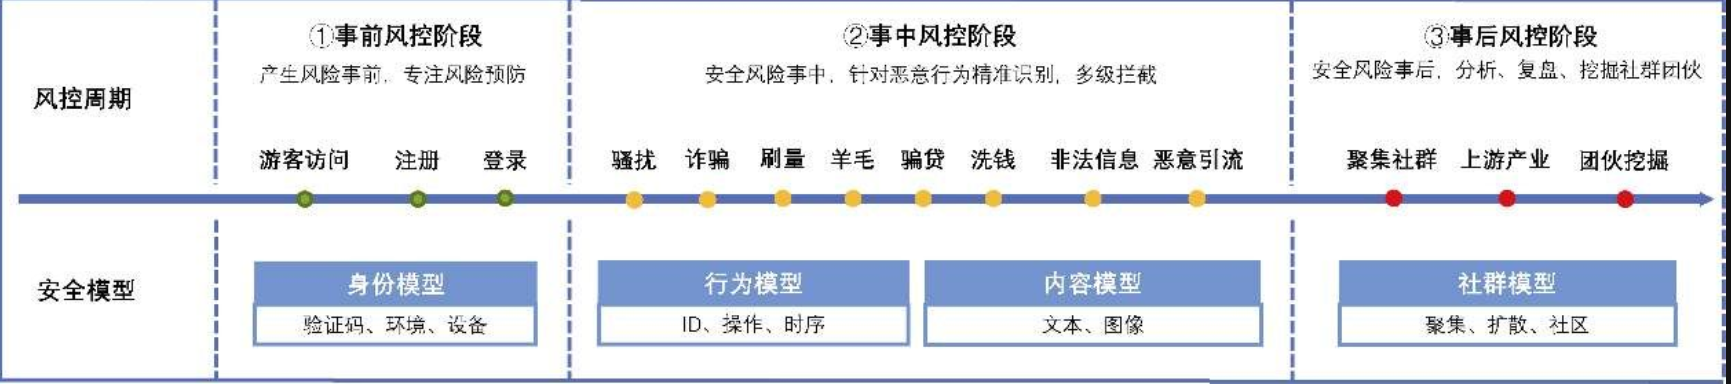 风控周期
①事前风控阶段
产生风险事前，专注风险预防
游客访问 注册 登录
②事中风控阶段
安全风险事中，针对恶意行为精准识别，多级拦截
骚扰 诈骗 刷量 羊毛 骗贷 洗钱 非法信息 恶意引流
③事后风控阶段
安全风险事后，分析、复盘、挖掘社群团伙
聚集社群 上游产业 团伙挖掘
安全模型
身份模型
验证码、环境、设备
行为模型
ID、操作、时序
内容模型
文本、图像
社群模型
聚集、扩散、社区